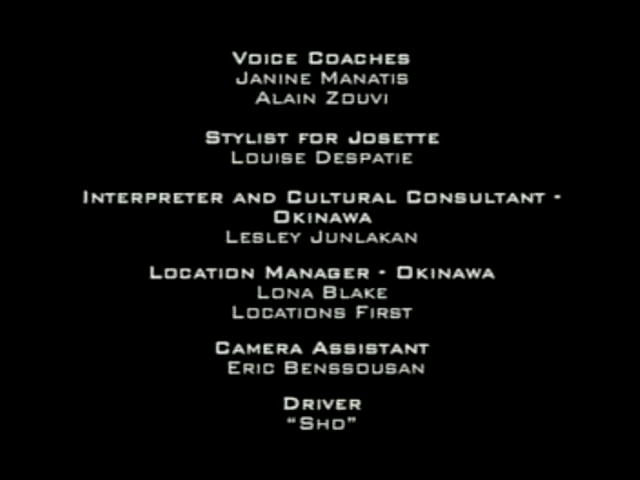 Voice Coaches
Janine Manatis
Alain Zouvi
Stylist for Josette
Louise Despatie
Interpreter and Cultural Consultant -
Okinawa
Lesley Junlakan
Location Manager - Okinawa
Lona Blake
Locations First
Camera Assistant
Eric Benssousan
Driver
“Sho”